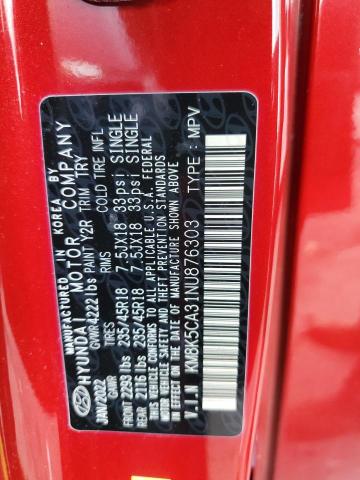 MANUFACTURED IN KOREA BY
HYUNDAI MOTOR COMPANY
JAN/2022 GVWR 4222 lbs PAINT Y2R TRIM TRY
GAWR TIRES RIMS COLD TIRE INFL
FRONT 2293 lbs 235/45R18 7.5JX18 33psi SINGLE
REAR 2116 lbs 235/45R18 7.5JX18 33psi SINGLE
THIS VEHICLE CONFORMS TO ALL APPLICABLE U.S.A. FEDERAL
MOTOR VEHICLE SAFETY, BUMPER, AND THEFT PREVENTION
STANDARDS IN EFFECT ON THE DATE OF MANUFACTURE SHOWN ABOVE.
V.I.N KM8K5CA31NU876303 TYPE : MPV